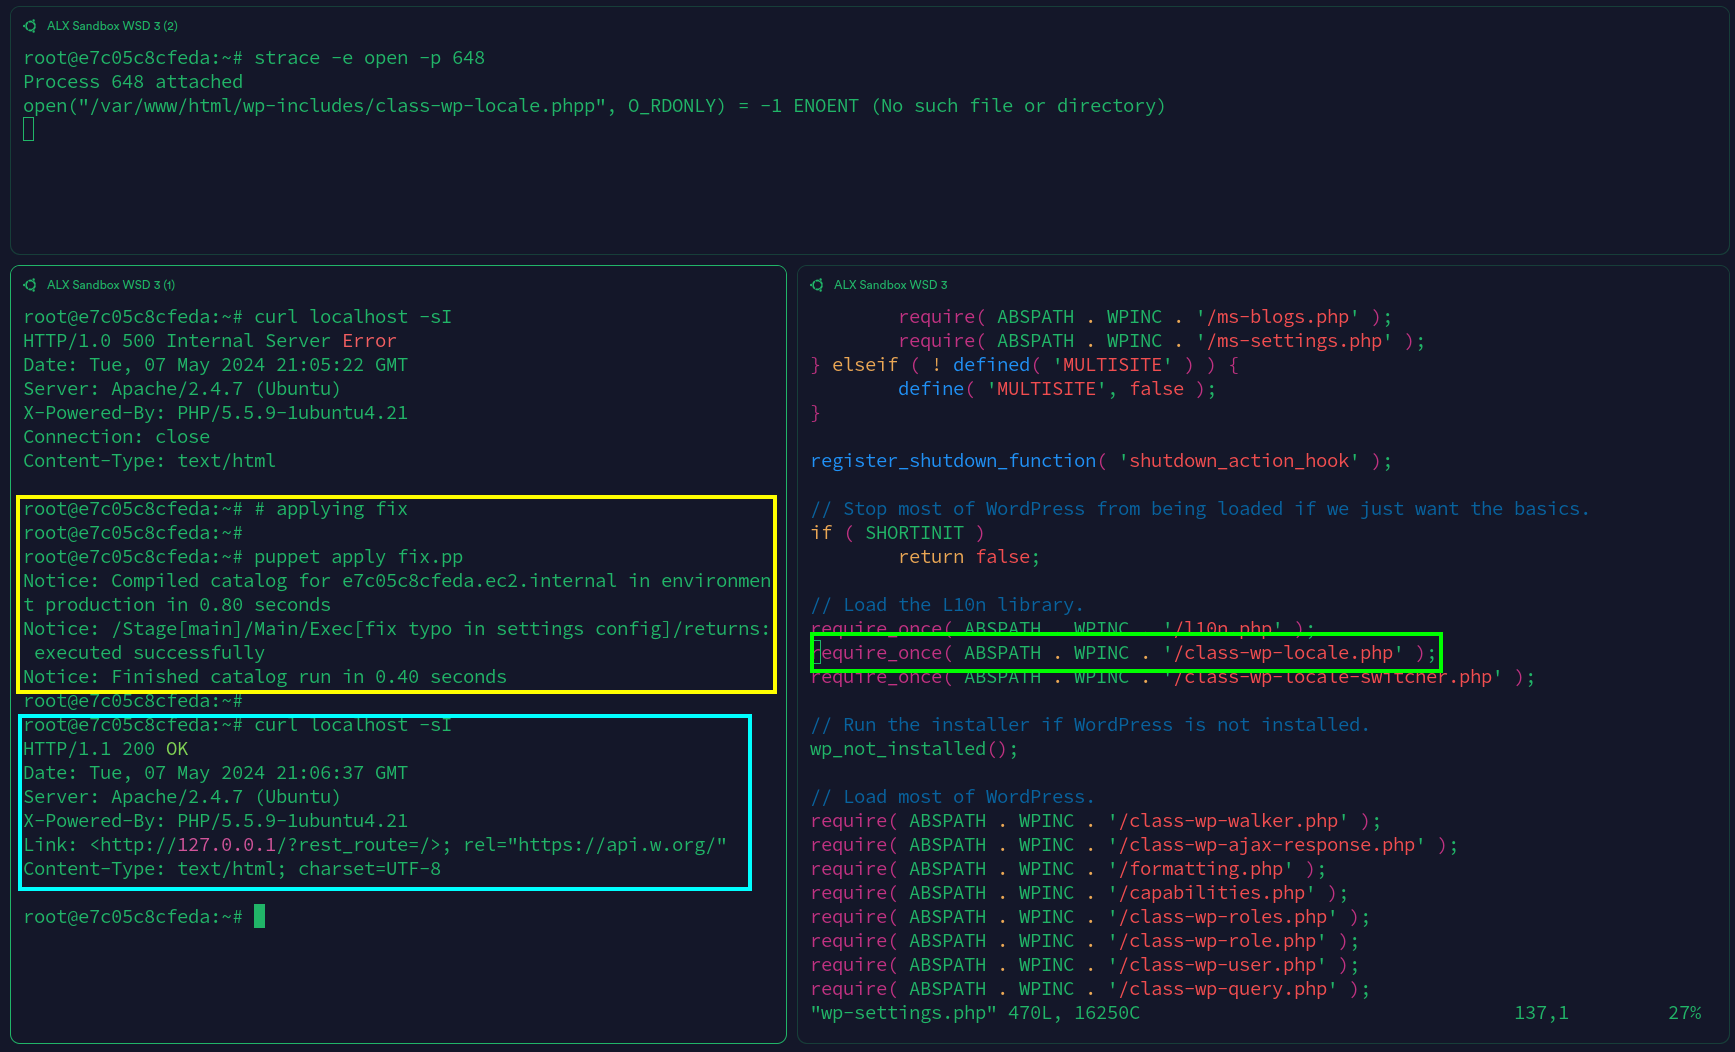 ALX Sandbox WSD 3 (2)
root@e7c05c8cfeda:~# strace -e open -p 648
Process 648 attached
open("/var/www/html/wp-includes/class-wp-locale.phpp", O_RDONLY) = -1 ENOENT (No such file or directory)
ALX Sandbox WSD 3 (1)
root@e7c05c8cfeda:~# curl localhost -sI
HTTP/1.0 500 Internal Server Error
Date: Tue, 07 May 2024 21:05:22 GMT
Server: Apache/2.4.7 (Ubuntu)
X-Powered-By: PHP/5.5.9-1ubuntu4.21
Connection: close
Content-Type: text/html
root@e7c05c8cfeda:~# # applying fix
root@e7c05c8cfeda:~#
root@e7c05c8cfeda:~# puppet apply fix.pp
Notice: Compiled catalog for e7c05c8cfeda.ec2.internal in environmen
t production in 0.80 seconds
Notice: /Stage[main]/Main/Exec[fix typo in settings config]/returns:
 executed successfully
Notice: Finished catalog run in 0.40 seconds
root@e7c05c8cfeda:~#
root@e7c05c8cfeda:~# curl localhost -sI
HTTP/1.1 200 OK
Date: Tue, 07 May 2024 21:06:37 GMT
Server: Apache/2.4.7 (Ubuntu)
X-Powered-By: PHP/5.5.9-1ubuntu4.21
Link: <http://127.0.0.1/?rest_route=/>; rel="https://api.w.org/"
Content-Type: text/html; charset=UTF-8
root@e7c05c8cfeda:~#
ALX Sandbox WSD 3
require( ABSPATH . WPINC . '/ms-blogs.php' );
require( ABSPATH . WPINC . '/ms-settings.php' );
} elseif ( ! defined( 'MULTISITE' ) ) {
define( 'MULTISITE', false );
}
register_shutdown_function( 'shutdown_action_hook' );
// Stop most of WordPress from being loaded if we just want the basics.
if ( SHORTINIT )
return false;
// Load the L10n library.
require_once( ABSPATH . WPINC . '/l10n.php' );
require_once( ABSPATH . WPINC . '/class-wp-locale.php' );
require_once( ABSPATH . WPINC . '/class-wp-locale-switcher.php' );
// Run the installer if WordPress is not installed.
wp_not_installed();
// Load most of WordPress.
require( ABSPATH . WPINC . '/class-wp-walker.php' );
require( ABSPATH . WPINC . '/class-wp-ajax-response.php' );
require( ABSPATH . WPINC . '/formatting.php' );
require( ABSPATH . WPINC . '/capabilities.php' );
require( ABSPATH . WPINC . '/class-wp-roles.php' );
require( ABSPATH . WPINC . '/class-wp-role.php' );
require( ABSPATH . WPINC . '/class-wp-user.php' );
require( ABSPATH . WPINC . '/class-wp-query.php' );
"wp-settings.php" 470L, 16250C 137,1 27%